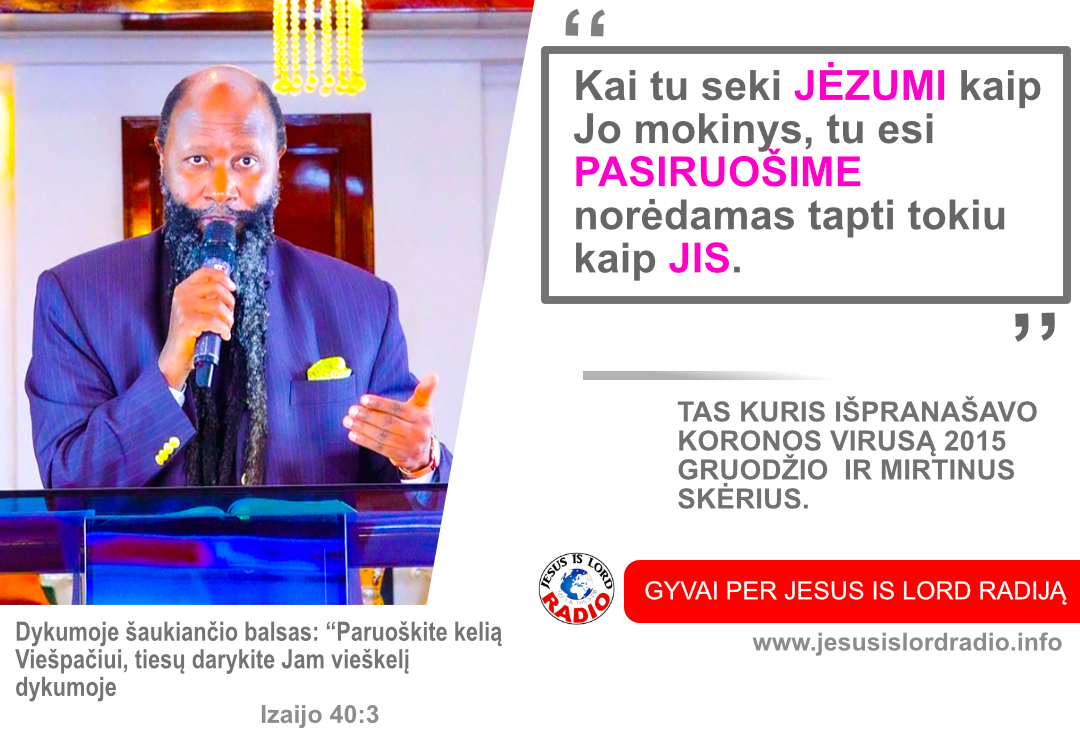 “
Kai tu seki JĖZUMI kaip
Jo mokinys, tu esi
PASIRUOŠIME
norėdamas tapti tokiu
kaip JIS.
”
TAS KURIS IŠPRANAŠAVO
KORONOS VIRUSĄ 2015
GRUODŽIO IR MIRTINUS
SKĖRIUS.
JESUS IS LORD
RADIO
GYVAI PER JESUS IS LORD RADIJĄ
www.jesusislordradio.info
Dykumoje šaukiančio balsas: “Paruoškite kelią
Viešpačiui, tiesų darykite Jam vieškelį
dykumoje
Izaijo 40:3